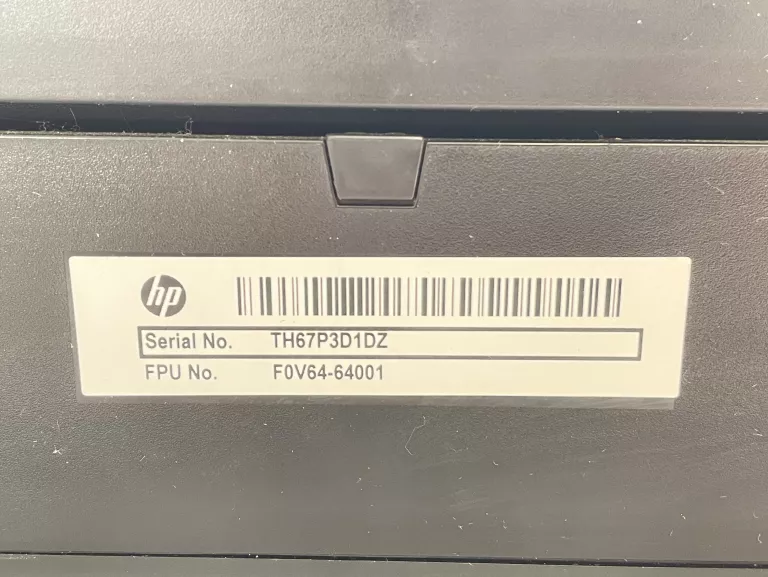 hp
Serial No. TH67P3D1DZ
FPU No. F0V64-64001